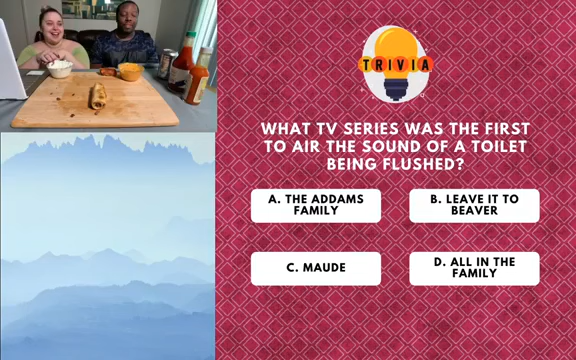 TRIVIA
WHAT TV SERIES WAS THE FIRST
TO AIR THE SOUND OF A TOILET
BEING FLUSHED?
A. THE ADDAMS
FAMILY
B. LEAVE IT TO
BEAVER
C. MAUDE
D. ALL IN THE
FAMILY